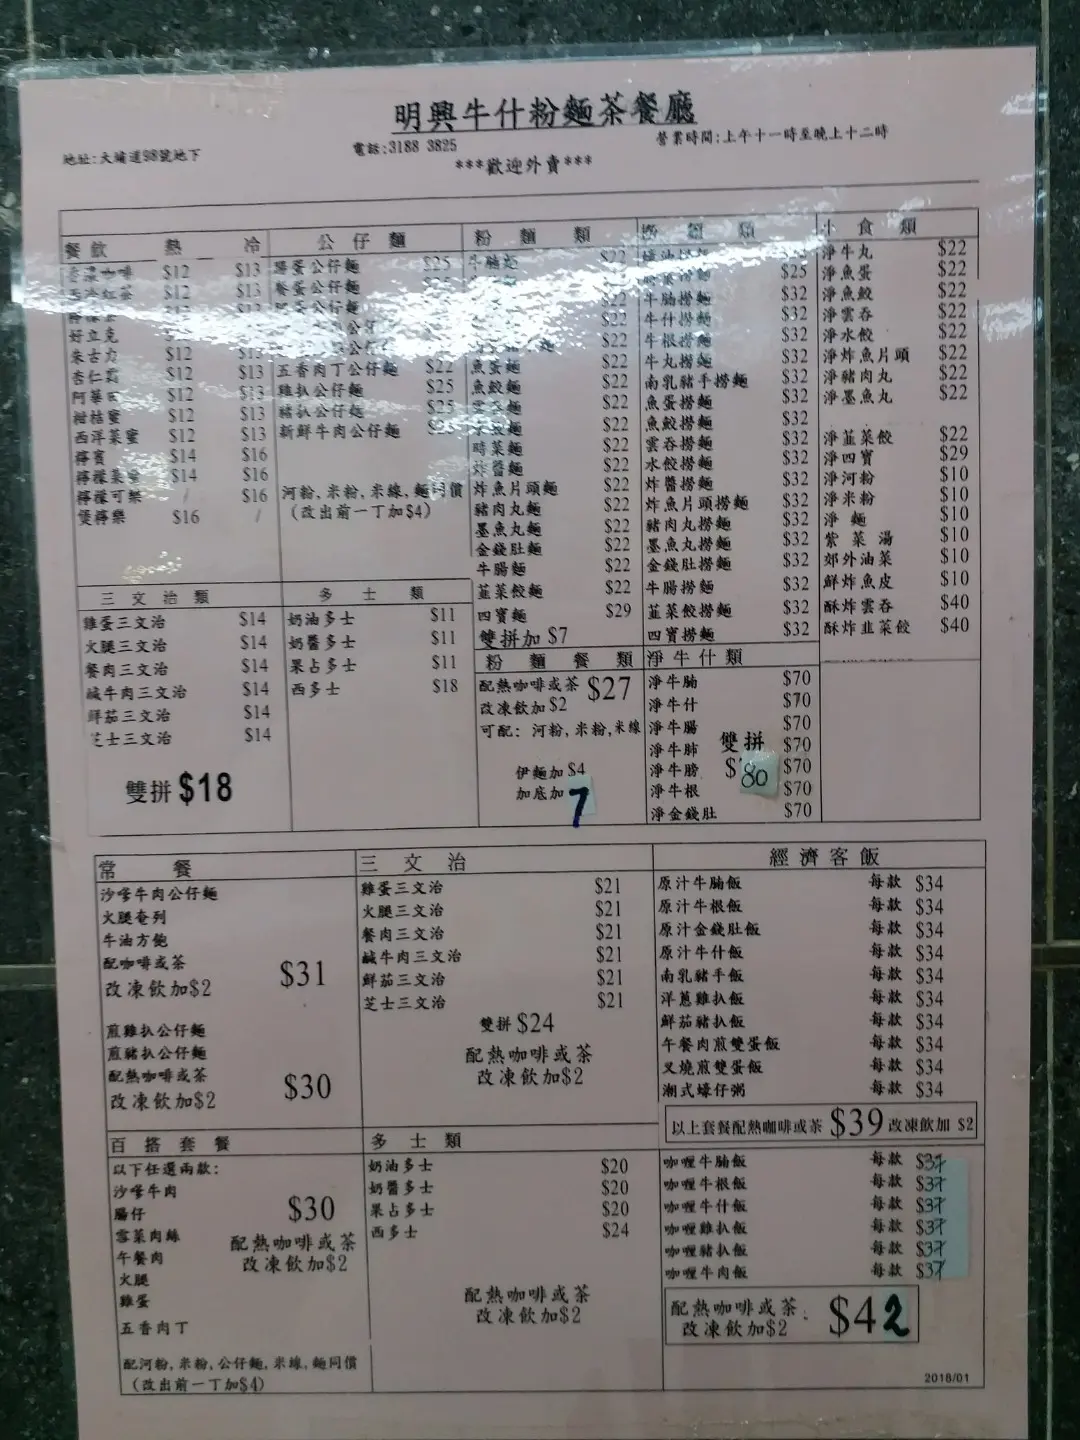 明興牛什粉麵茶餐廳
地址:大埔道98號地下
電話:3188 3825
營業時間:上午十一時至晚上十二時
***歡迎外賣***
餐飲 熱 冷
香濃咖啡 $12 $13
西冷紅茶 $12 $13
好立克 $12
朱士力 $12 $13
杏仁霜 $12 $13
阿華田 $12 $13
柑桔蜜 $12 $13
西洋菜蜜 $12 $13
檸賓 $14 $16
檸檬菜蜜 $14 $16
檸檬可樂 / $16
煲檸樂 $16 /
公仔麵
腸蛋公仔麵 $25
餐蛋公仔麵
五香肉丁公仔麵 $22
雞扒公仔麵 $25
豬扒公仔麵 $25
新鮮牛肉公仔麵
河粉,米粉,米線,麵同價
(改出前一丁加$4)
粉麵類
牛腩麵 $22
魚蛋麵 $22
魚餃麵 $22
雲吞麵 $22
水餃麵 $22
時菜麵 $22
炸醬麵 $22
炸魚片頭麵 $22
豬肉丸麵 $22
墨魚丸麵 $22
金錢肚麵 $22
牛腸麵 $22
韮菜餃麵 $22
四寶麵 $29
雙拼加 $7
撈麵類
$25
牛腩撈麵 $32
牛什撈麵 $32
牛根撈麵 $32
牛丸撈麵 $32
南乳豬手撈麵 $32
魚蛋撈麵 $32
魚餃撈麵 $32
雲吞撈麵 $32
水餃撈麵 $32
炸醬撈麵 $32
炸魚片頭撈麵 $32
豬肉丸撈麵 $32
墨魚丸撈麵 $32
金錢肚撈麵 $32
牛腸撈麵 $32
韮菜餃撈麵 $32
四寶撈麵 $32
小食類
淨牛丸 $22
淨魚蛋 $22
淨魚餃 $22
淨雲吞 $22
淨水餃 $22
淨炸魚片頭 $22
淨豬肉丸 $22
淨墨魚丸 $22
淨韮菜餃 $22
淨四寶 $29
淨河粉 $10
淨米粉 $10
淨 麵 $10
紫菜湯 $10
郊外油菜 $10
鮮炸魚皮 $10
酥炸雲吞 $40
酥炸韭菜餃 $40
三文治類
雞蛋三文治 $14
火腿三文治 $14
餐肉三文治 $14
鹹牛肉三文治 $14
鮮茄三文治 $14
芝士三文治 $14
雙拼 $18
多士類
奶油多士 $11
奶醬多士 $11
果占多士 $11
西多士 $18
粉麵餐類
配熱咖啡或茶 $27
改凍飲加$2
可配: 河粉,米粉,米線
伊麵加 $4
加底加 7
淨牛什類
淨牛腩 $70
淨牛什 $70
淨牛腸 $70
淨牛肺 $70
淨牛膀 $70
淨牛根 $70
淨金錢肚 $70
雙拼
$ 80
常餐
沙嗲牛肉公仔麵
火腿奄列
牛油方飽
配咖啡或茶 $31
改凍飲加$2
煎雞扒公仔麵
煎豬扒公仔麵
配熱咖啡或茶 $30
改凍飲加$2
三文治
雞蛋三文治 $21
火腿三文治 $21
餐肉三文治 $21
鹹牛肉三文治 $21
鮮茄三文治 $21
芝士三文治 $21
雙拼 $24
配熱咖啡或茶
改凍飲加$2
經濟客飯
原汁牛腩飯 每款 $34
原汁牛根飯 每款 $34
原汁金錢肚飯 每款 $34
原汁牛什飯 每款 $34
南乳豬手飯 每款 $34
洋蔥雞扒飯 每款 $34
鮮茄豬扒飯 每款 $34
午餐肉煎雙蛋飯 每款 $34
叉燒煎雙蛋飯 每款 $34
潮式蠔仔粥 每款 $34
以上套餐配熱咖啡或茶 $39 改凍飲加 $2
百搭套餐
以下任選兩款:
沙嗲牛肉
腸仔
雪菜肉絲
午餐肉
火腿
雞蛋
五香肉丁
$30
配熱咖啡或茶
改凍飲加$2
配河粉,米粉,公仔麵,米線,麵同價
(改出前一丁加$4)
多士類
奶油多士 $20
奶醬多士 $20
果占多士 $20
西多士 $24
配熱咖啡或茶
改凍飲加$2
咖喱牛腩飯 每款 $37
咖喱牛根飯 每款 $37
咖喱牛什飯 每款 $37
咖喱雞扒飯 每款 $37
咖喱豬扒飯 每款 $37
咖喱牛肉飯 每款 $37
配熱咖啡或茶
改凍飲加$2 $42
2018/01